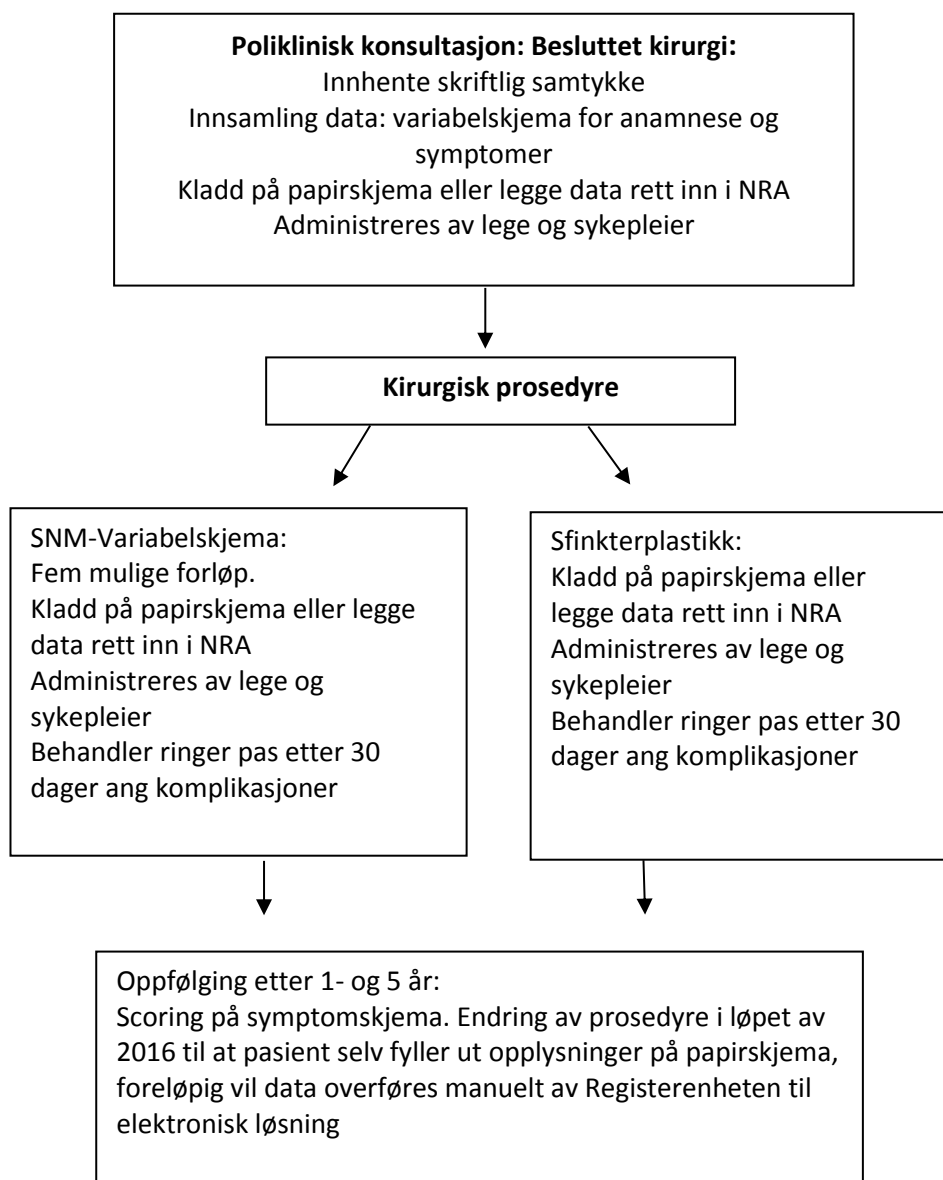 Poliklinisk konsultasjon: Besluttet kirurgi:
Innhente skriftlig samtykke
Innsamling data: variabelskjema for anamnese og
symptomer
Kladd på papirskjema eller legge data rett inn i NRA
Administreres av lege og sykepleier
Kirurgisk prosedyre
SNM-Variabelskjema:
Fem mulige forløp.
Kladd på papirskjema eller legge
data rett inn i NRA
Administreres av lege og
sykepleier
Behandler ringer pas etter 30
dager ang komplikasjoner
Sfinkterplastikk:
Kladd på papirskjema eller
legge data rett inn i NRA
Administreres av lege og
sykepleier
Behandler ringer pas etter 30
dager ang komplikasjoner
Oppfølging etter 1- og 5 år:
Scoring på symptomskjema. Endring av prosedyre i løpet av
2016 til at pasient selv fyller ut opplysninger på papirskjema,
foreløpig vil data overføres manuelt av Registerenheten til
elektronisk løsning